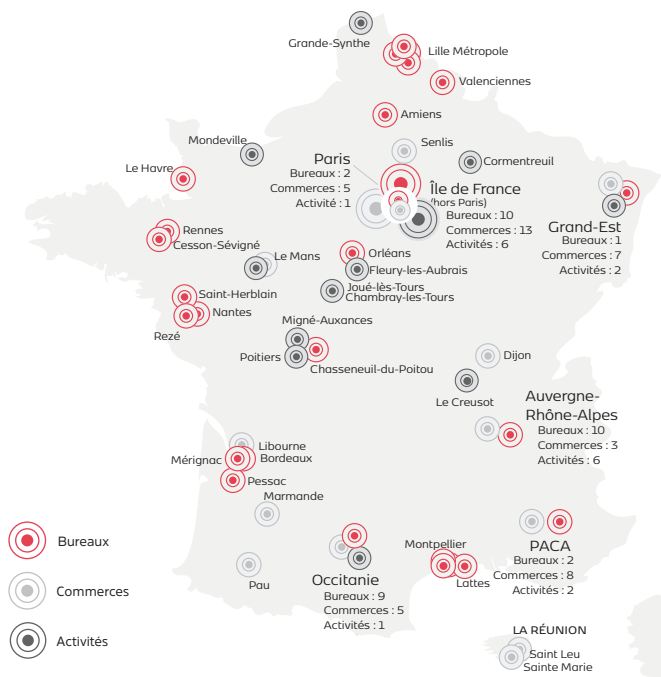 Grande-Synthe
Lille Métropole
Valenciennes
Amiens
Mondeville
Senlis
Cormentreuil
Le Havre
Paris
Bureaux : 2
Commerces : 5
Activité : 1
Île de France
(hors Paris)
Bureaux : 10
Commerces : 13
Activités : 6
Grand-Est
Bureaux : 1
Commerces : 7
Activités : 2
Rennes
Cesson-Sévigné
Le Mans
Orléans
Fleury-les-Aubrais
Joué-lès-Tours
Chambray-les-Tours
Saint-Herblain
Nantes
Rezé
Migné-Auxances
Poitiers
Chasseneuil-du-Poitou
Dijon
Le Creusot
Auvergne-
Rhône-Alpes
Bureaux : 10
Commerces : 3
Activités : 6
Libourne
Bordeaux
Mérignac
Pessac
Marmande
Pau
Occitanie
Bureaux : 9
Commerces : 5
Activités : 1
Montpellier
Lattes
PACA
Bureaux : 2
Commerces : 8
Activités : 2
LA RÉUNION
Saint Leu
Sainte Marie
Bureaux
Commerces
Activités